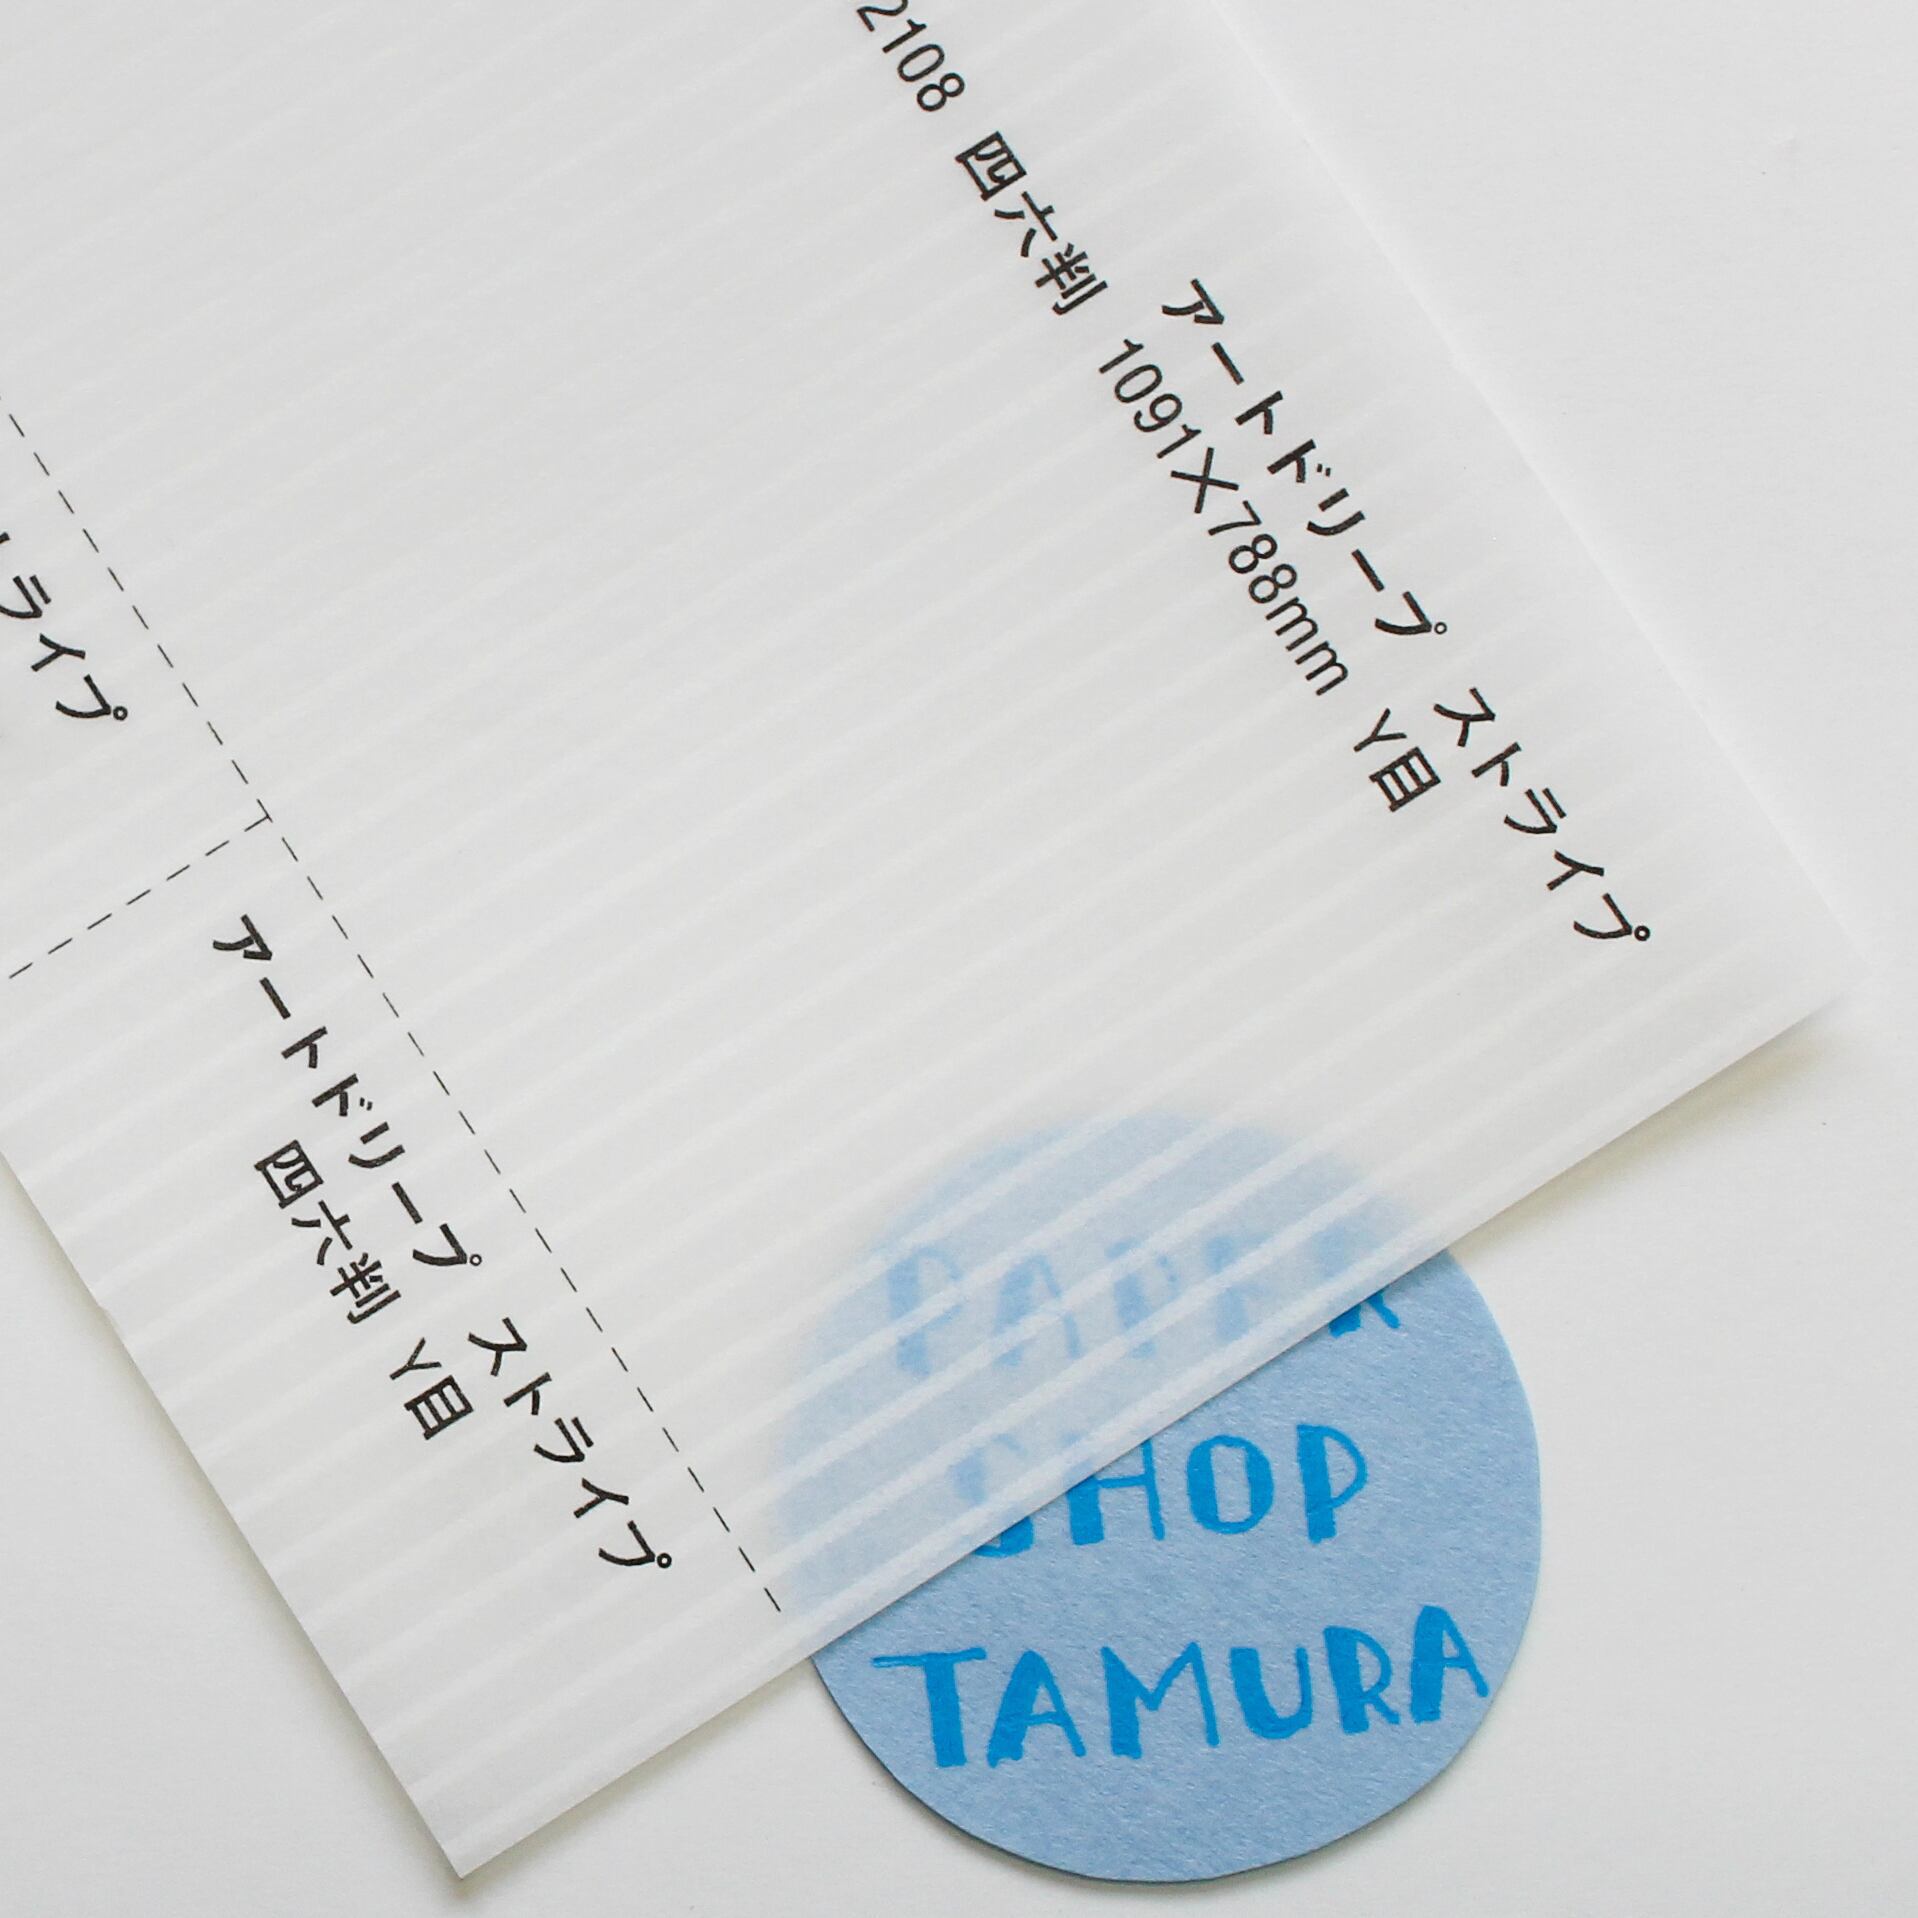 アートドリープ ストライプ
2108 四六判 1091×788mm Y目
トライプ
アートドリープ ストライプ
四六判 Y目
PAPER
SHOP
TAMURA